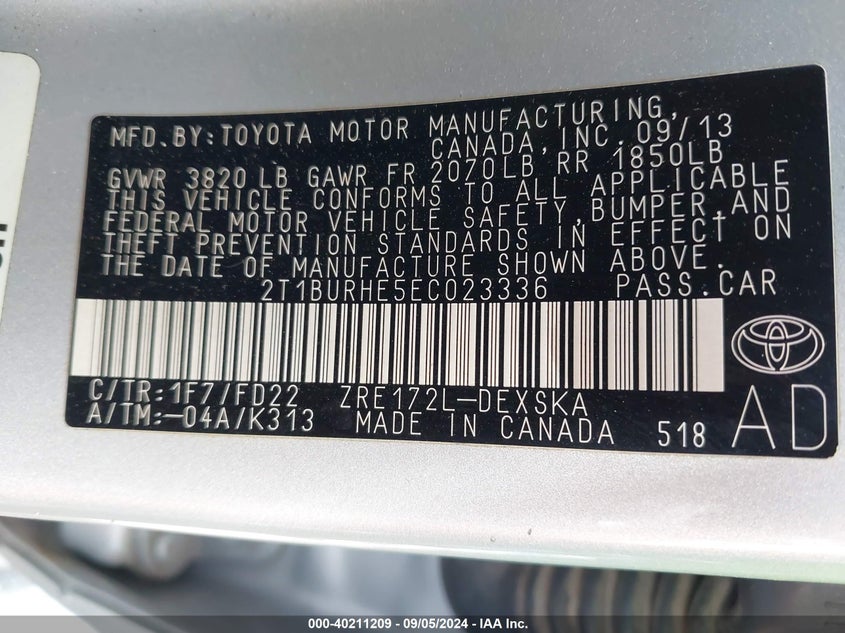 MFD.BY:TOYOTA MOTOR MANUFACTURING,
CANADA,INC.09/13
GVWR 3820 LB GAWR FR 2070LB RR 1850LB
THIS VEHICLE CONFORMS TO ALL APPLICABLE
FEDERAL MOTOR VEHICLE SAFETY,BUMPER,AND
THEFT PREVENTION STANDARDS IN EFFECT ON
THE DATE OF MANUFACTURE SHOWN ABOVE.
2T1BURHE5EC023336 PASS.CAR
C/TR:1F7/FD22 ZRE172L-DEXSKA
A/TM:-04A/K313 MADE IN CANADA 518 AD
000-40211209 - 09/05/2024 - IAA Inc.